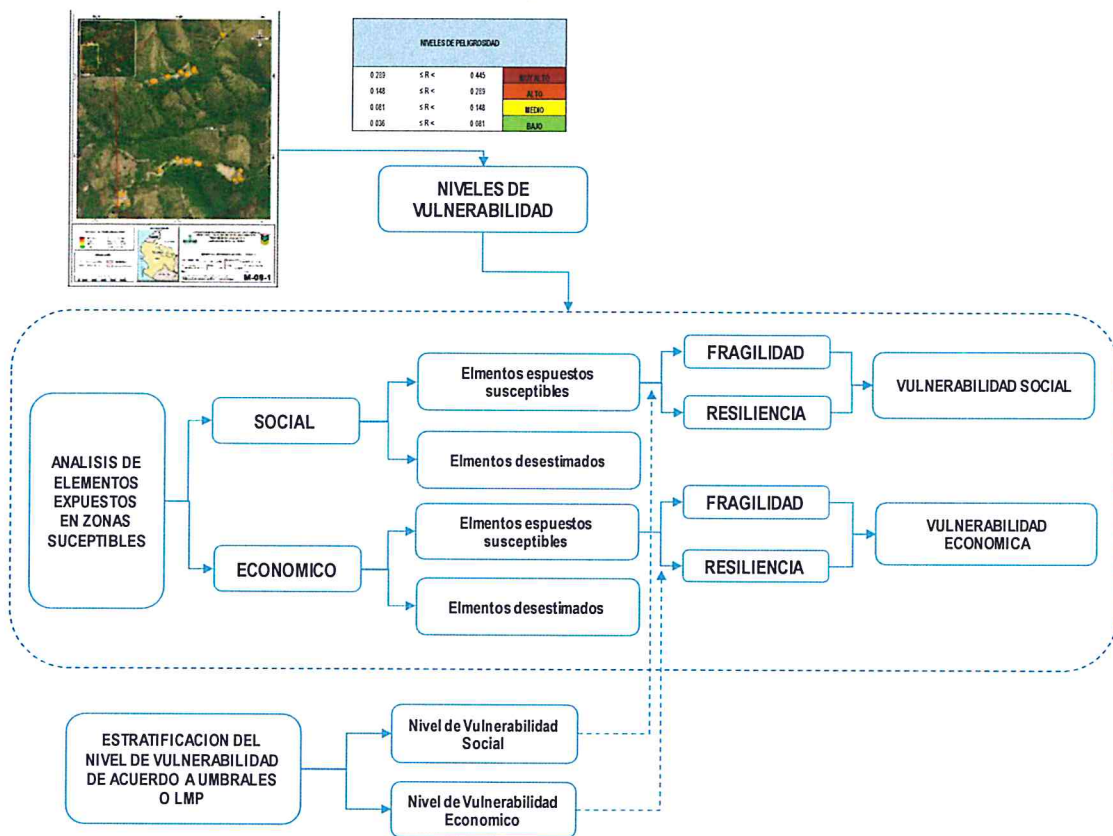 NIVELES DE PELIGROSIDAD
0.289 ≤ R < 0.445 MUY ALTO
0.148 ≤ R < 0.289 ALTO
0.081 ≤ R < 0.148 MEDIO
0.036 ≤ R < 0.081 BAJO
M-08-1
NIVELES DE
VULNERABILIDAD
ANALISIS DE
ELEMENTOS
EXPUESTOS
EN ZONAS
SUCEPTIBLES
SOCIAL
ECONOMICO
Elmentos espuestos
susceptibles
Elmentos desestimados
Elmentos espuestos
susceptibles
Elmentos desestimados
FRAGILIDAD
RESILIENCIA
VULNERABILIDAD SOCIAL
FRAGILIDAD
RESILIENCIA
VULNERABILIDAD
ECONOMICA
ESTRATIFICACION DEL
NIVEL DE VULNERABILIDAD
DE ACUERDO A UMBRALES
O LMP
Nivel de Vulnerabilidad
Social
Nivel de Vulnerabilidad
Economico